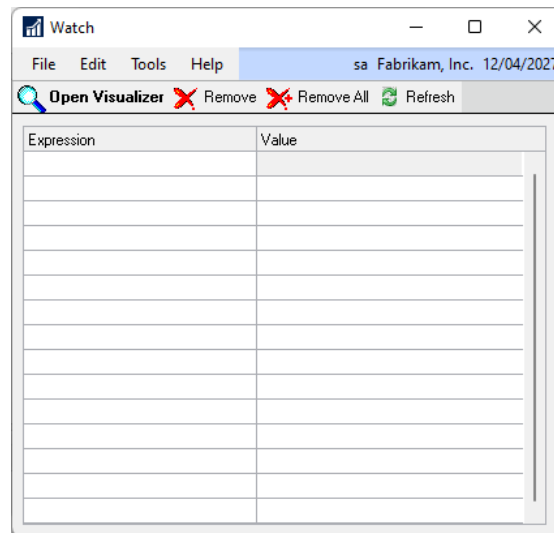 Watch
File Edit Tools Help sa Fabrikam, Inc. 12/04/2027
Open Visualizer Remove Remove All Refresh
Expression Value